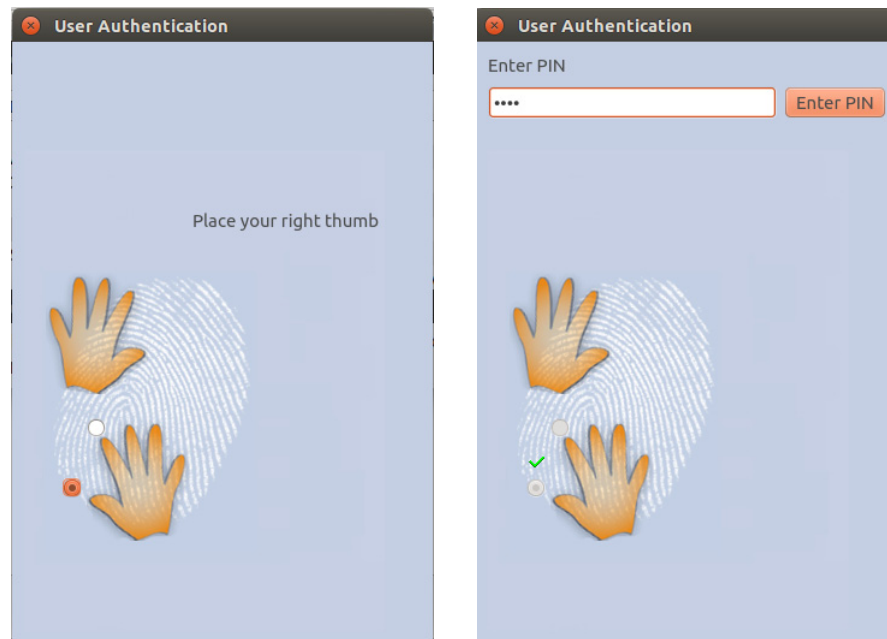 User Authentication
Place your right thumb
User Authentication
Enter PIN
••••
Enter PIN